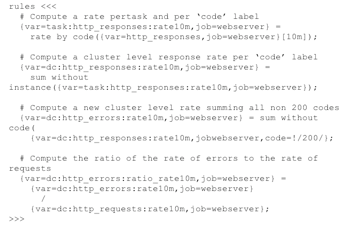 rules <<<
# Compute a rate pertask and per 'code' label
{var=task:http_responses:rate10m,job=webserver} =
rate by code({var=http_responses,job=webserver}[10m]);
# Compute a cluster level response rate per 'code' label
{var=dc:http_responses:rate10m,job=webserver} =
sum without
instance({var=task:http_responses:rate10m,job=webserver});
# Compute a new cluster level rate summing all non 200 codes
{var=dc:http_errors:rate10m,job=webserver} = sum without
code(
{var=dc:http_responses:rate10m,jobwebserver,code=!/200/};
# Compute the ratio of the rate of errors to the rate of
requests
{var=dc:http_errors:ratio_rate10m,job=webserver} =
{var=dc:http_errors:rate10m,job=webserver}
/
{var=dc:http_requests:rate10m,job=webserver};
>>>